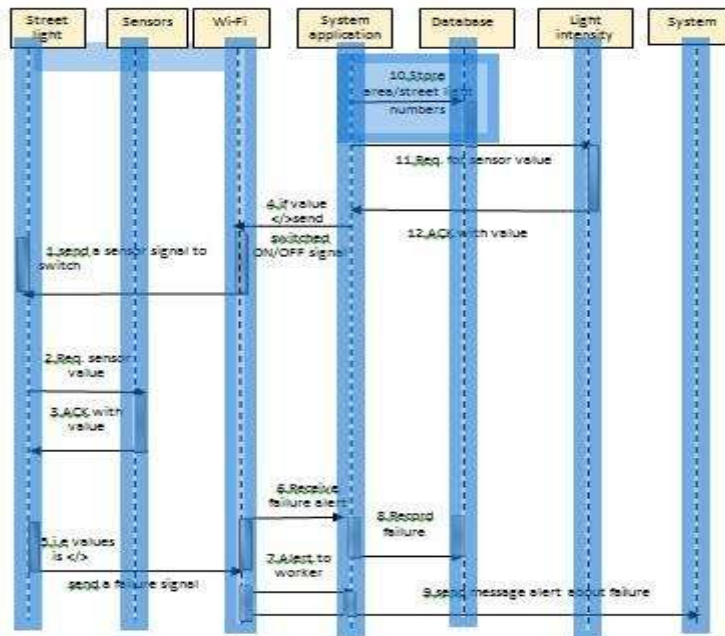 Street
light
Sensors
Wi-Fi
System
application
Database
Light
intensity
System
10.Store
area/street light
numbers
11.Req. for sensor value
4.if value
</>send
switched
ON/OFF signal
12.ACK with value
1.send a sensor signal to
switch
2.Req. sensor
value
3.ACK with
value
6.Receive
failure alert
8.Record
failure
5.i.e values
is </>
send a failure signal
7.Alert to
worker
9.send message alert about failure